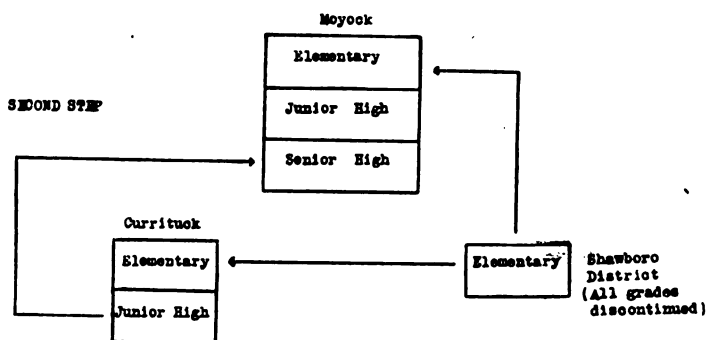 Moyock
Elementary
SECOND STEP
Junior High
Senior High
Currituck
Elementary
Elementary
Shawboro
District
(All grades
discontinued)
Junior High